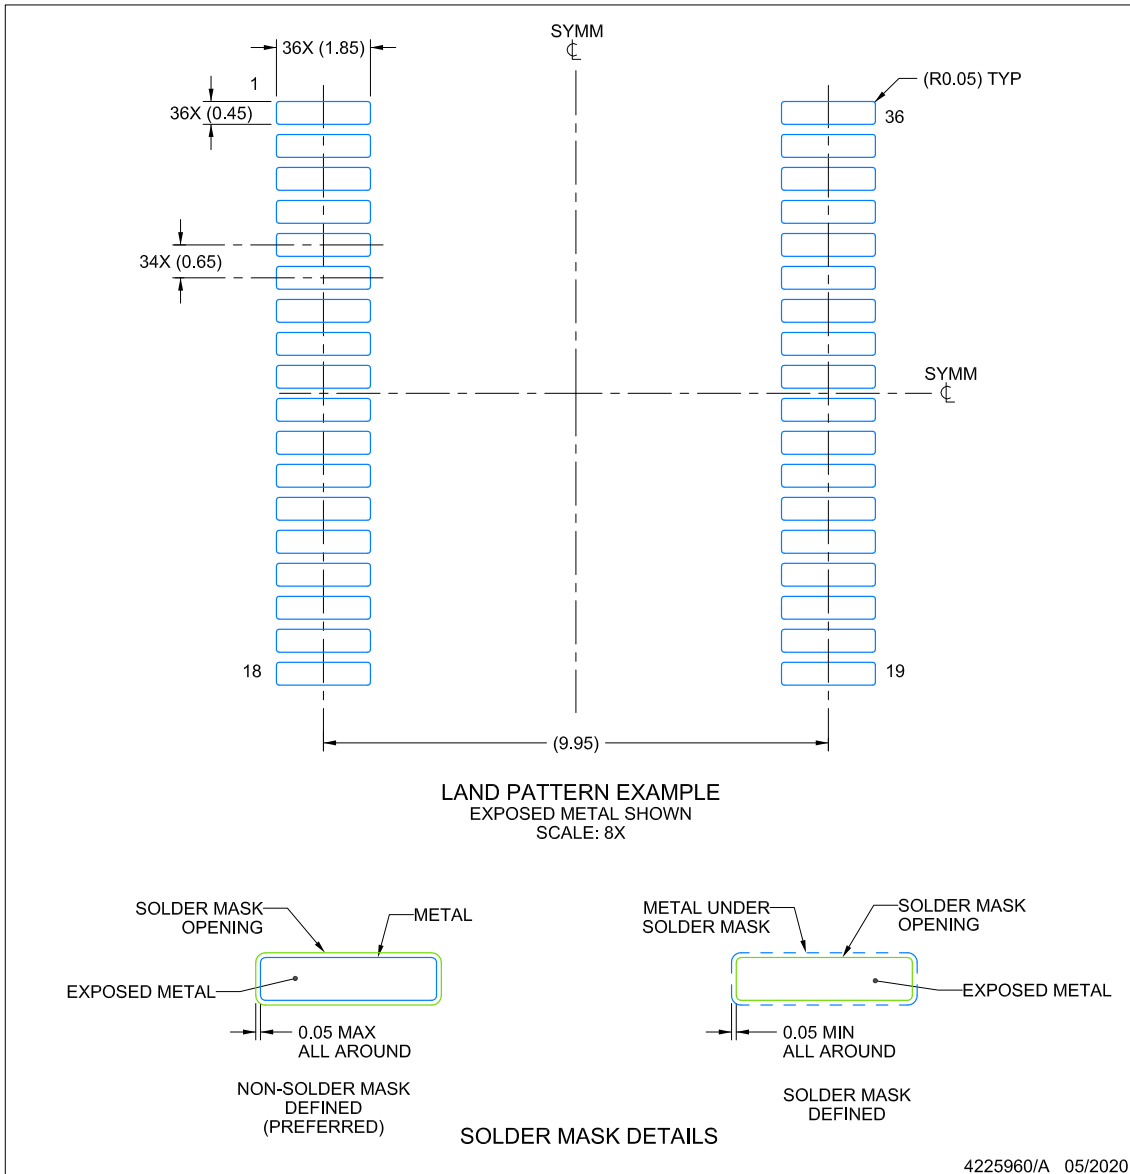 SYMM
℄
36X (1.85)
1
(R0.05) TYP
36X (0.45)
36
34X (0.65)
SYMM
℄
18
19
(9.95)
LAND PATTERN EXAMPLE
EXPOSED METAL SHOWN
SCALE: 8X
SOLDER MASK
OPENING
METAL
EXPOSED METAL
0.05 MAX
ALL AROUND
NON-SOLDER MASK
DEFINED
(PREFERRED)
METAL UNDER
SOLDER MASK
SOLDER MASK
OPENING
EXPOSED METAL
0.05 MIN
ALL AROUND
SOLDER MASK
DEFINED
SOLDER MASK DETAILS
4225960/A 05/2020